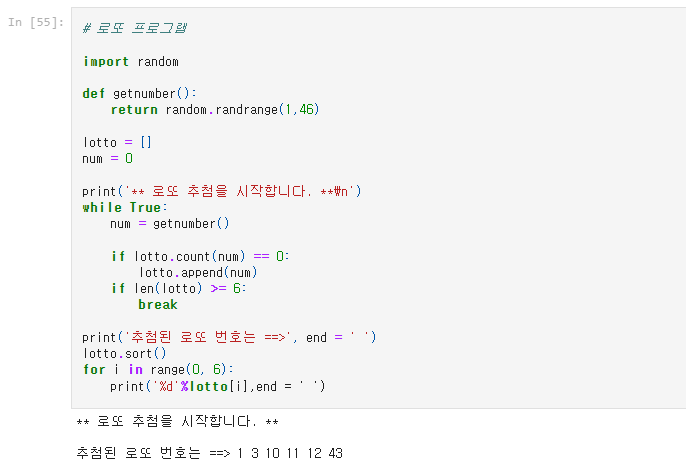 In [55]:
# 로또 프로그램
import random
def getnumber():
    return random.randrange(1,46)
lotto = []
num = 0
print('** 로또 추첨을 시작합니다. **₩n')
while True:
    num = getnumber()
    if lotto.count(num) == 0:
        lotto.append(num)
    if len(lotto) >= 6:
        break
print('추첨된 로또 번호는 ==>', end = ' ')
lotto.sort()
for i in range(0, 6):
    print('%d'%lotto[i],end = ' ')
** 로또 추첨을 시작합니다. **
추첨된 로또 번호는 ==> 1 3 10 11 12 43